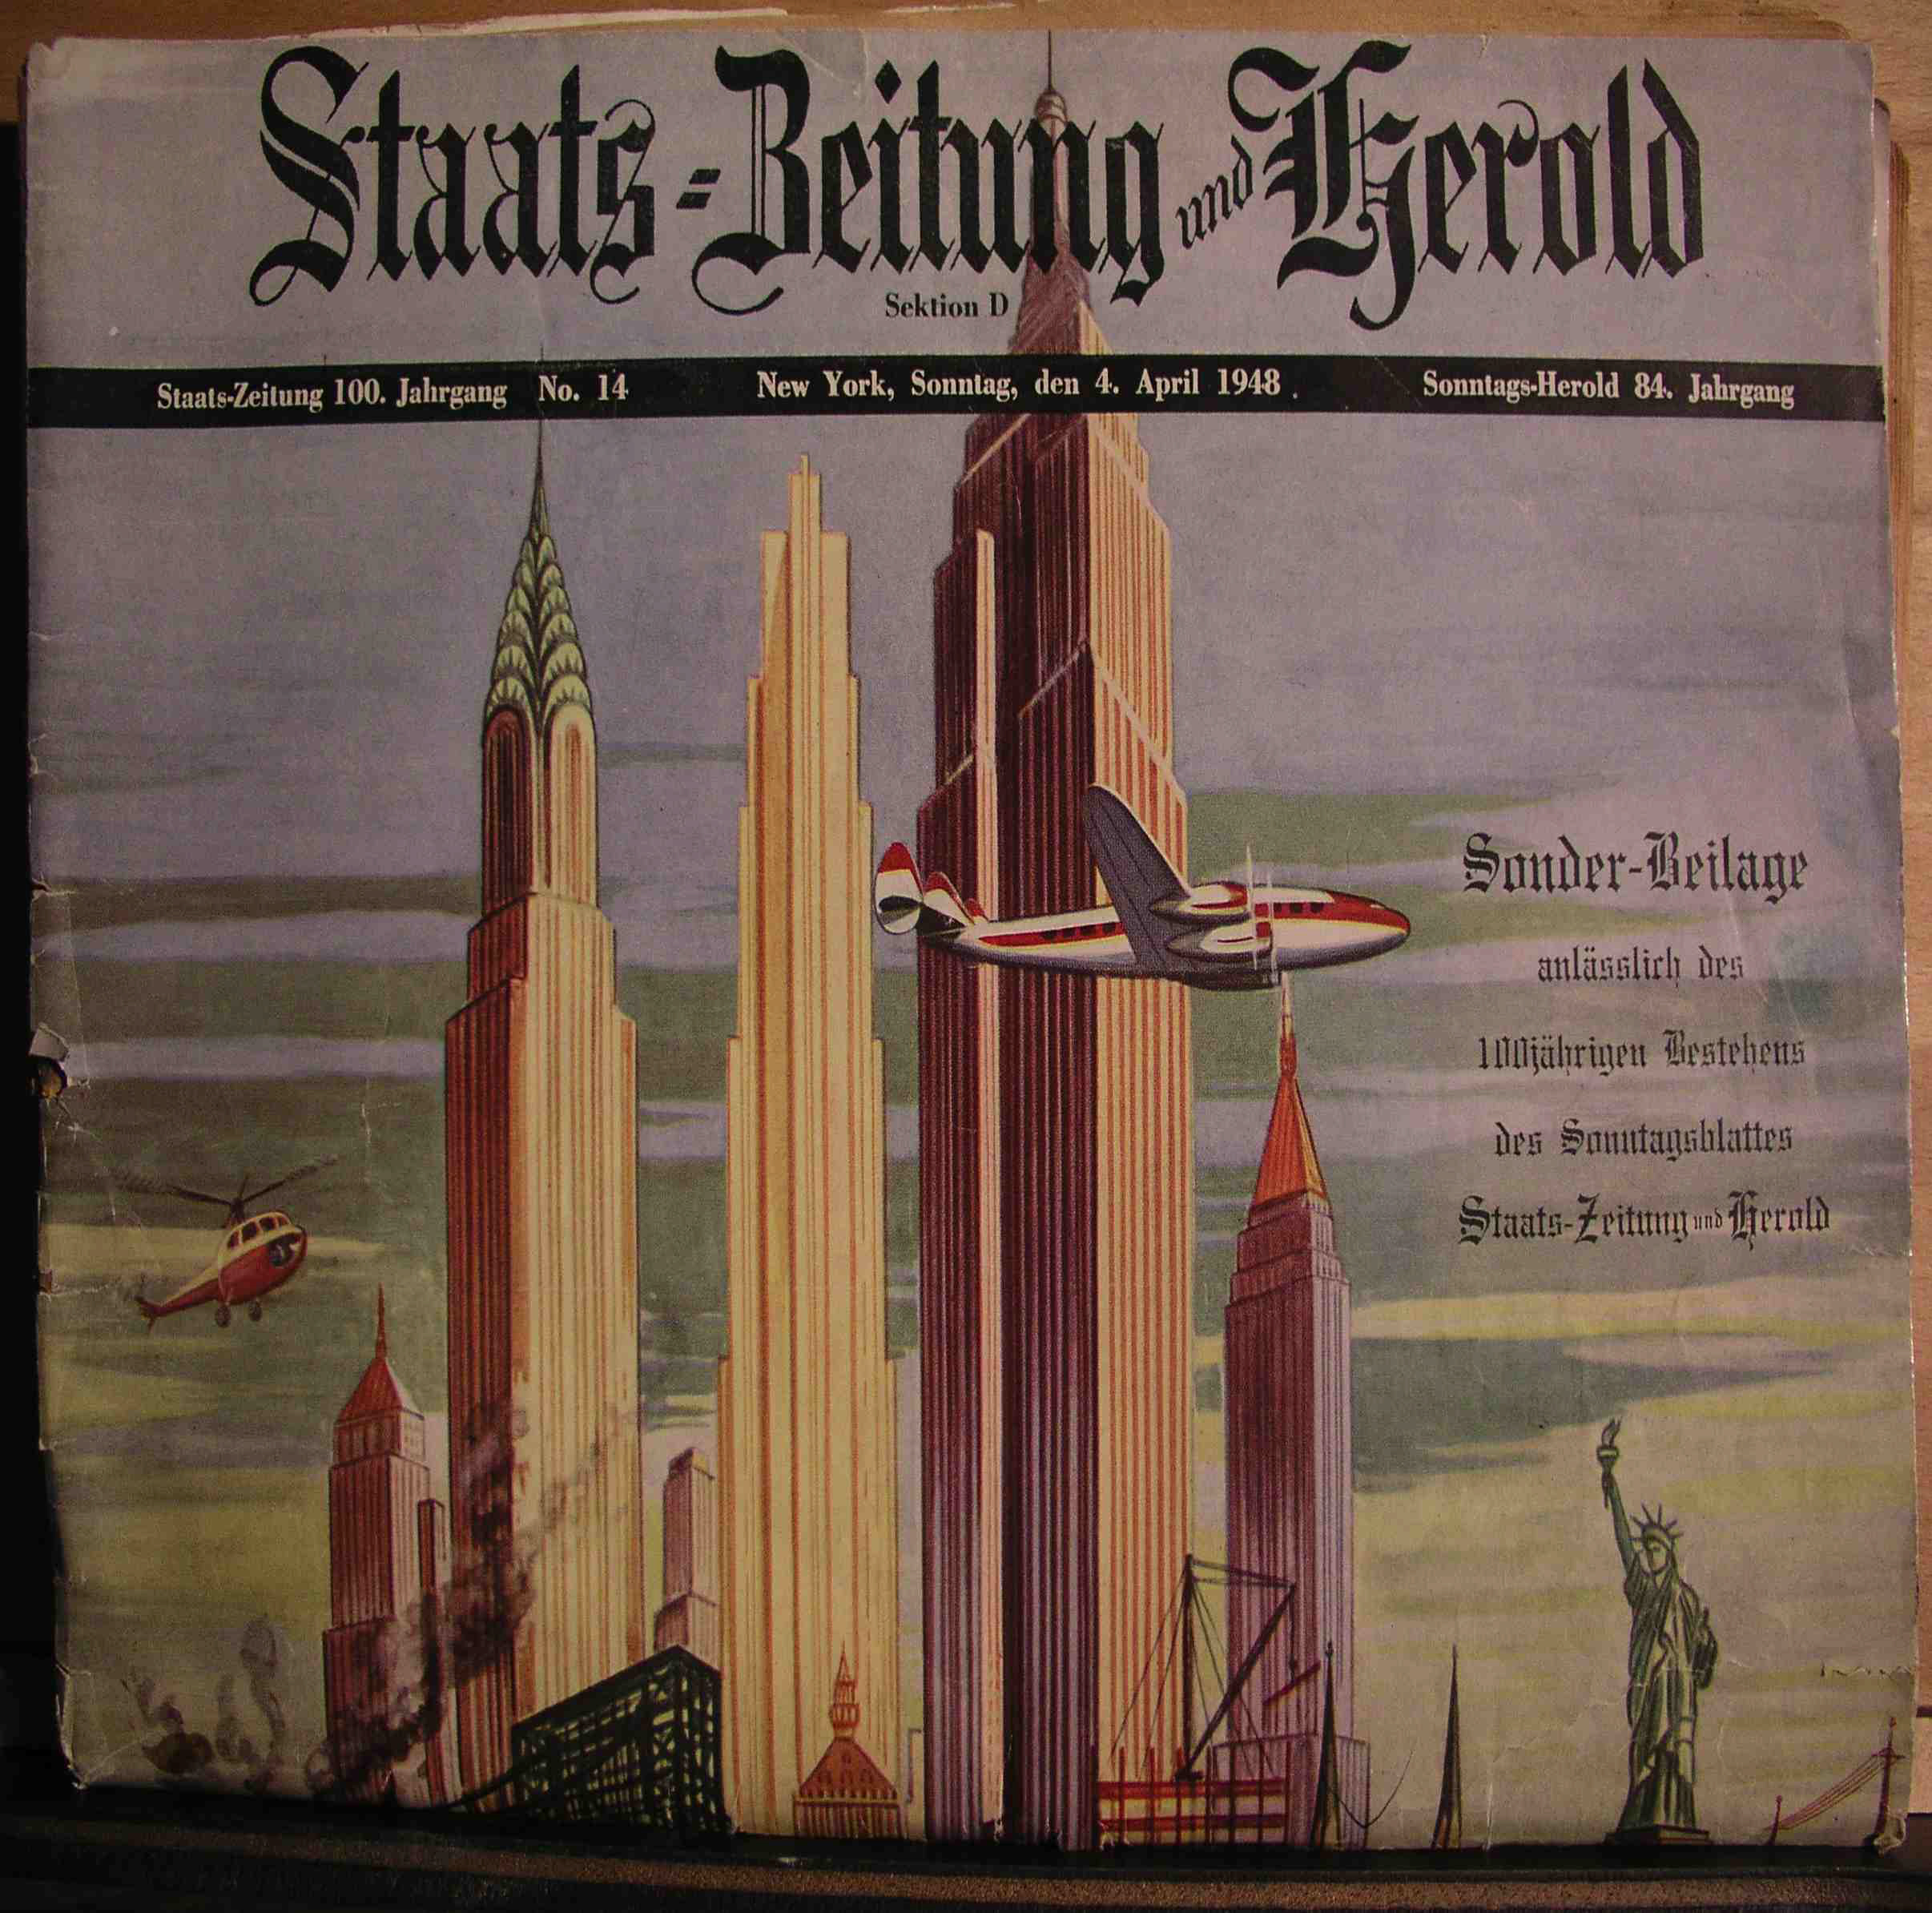 Staats=Zeitung und Herold
Sektion D
Staats-Zeitung 100. Jahrgang No. 14 New York, Sonntag, den 4. April 1948. Sonntags-Herold 84. Jahrgang
Sonder-Beilage
anlässlich des
100jährigen Bestehens
des Sonntagsblattes
Staats-Zeitung und Herold